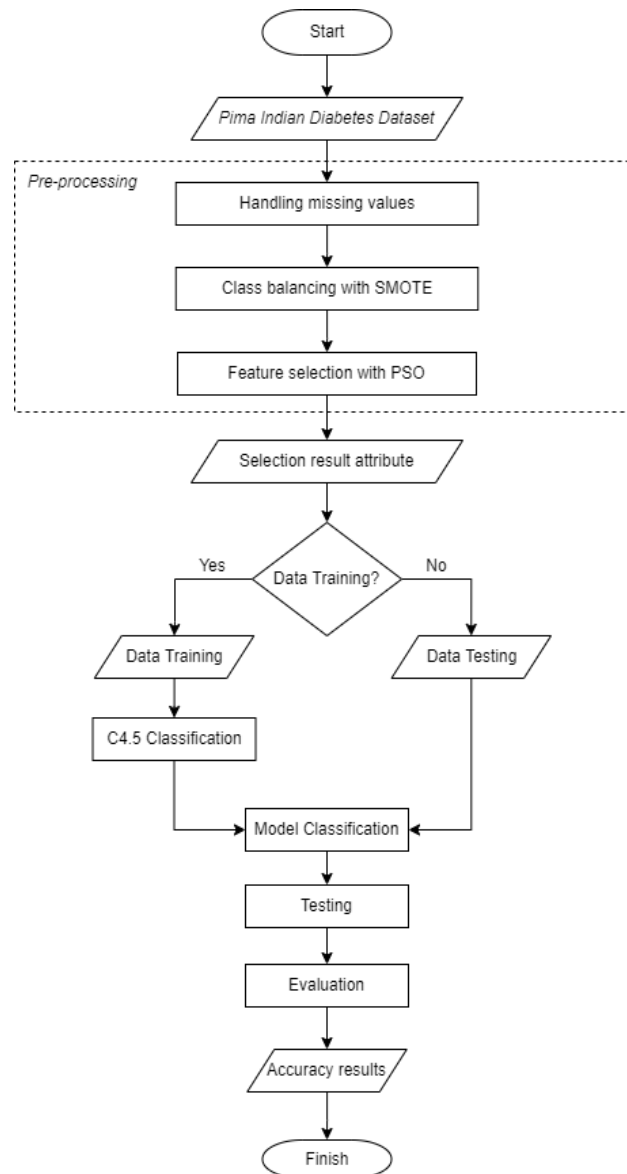 Start
Pima Indian Diabetes Dataset
Pre-processing
Handling missing values
Class balancing with SMOTE
Feature selection with PSO
Selection result attribute
Yes
Data Training?
No
Data Training
Data Testing
C4.5 Classification
Model Classification
Testing
Evaluation
Accuracy results
Finish